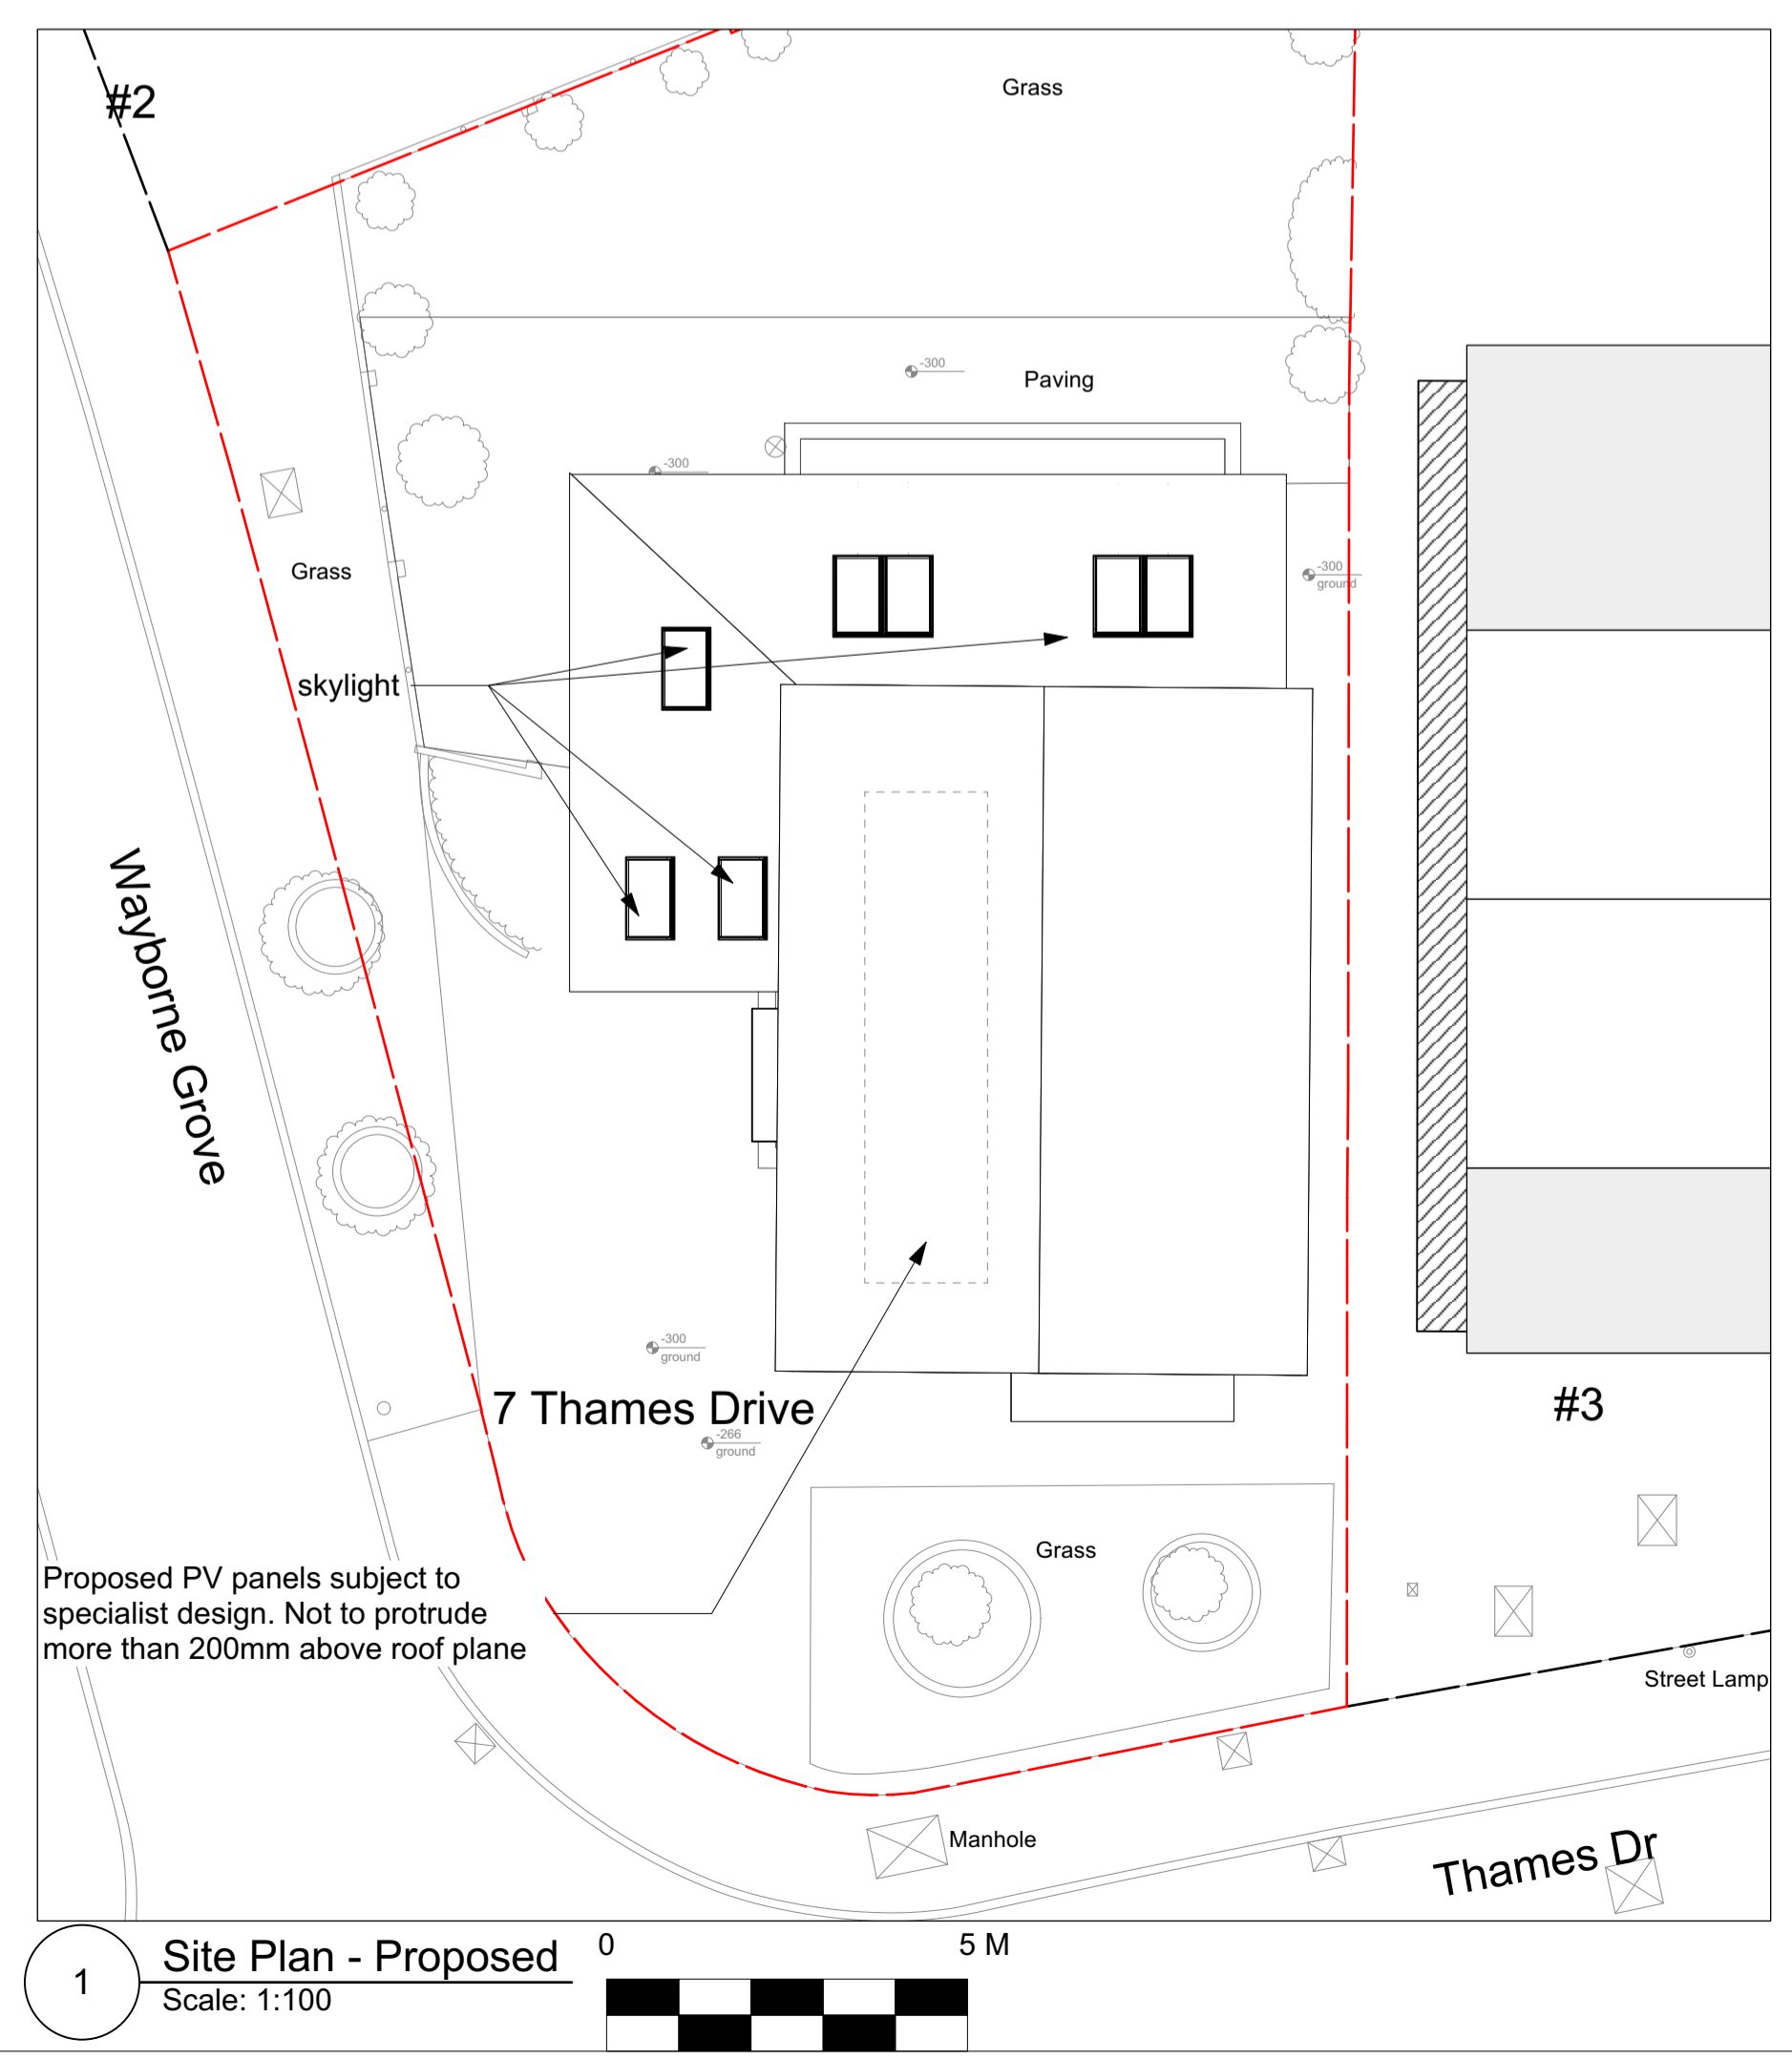 #2
Grass
-300
Paving
-300
Grass
-300
ground
skylight
Wayborne Grove
-300
ground
7 Thames Drive
#3
-266
ground
Grass
Proposed PV panels subject to
specialist design. Not to protrude
more than 200mm above roof plane
Street Lamp
Manhole
Thames Dr
1
Site Plan - Proposed
Scale: 1:100
0
5 M